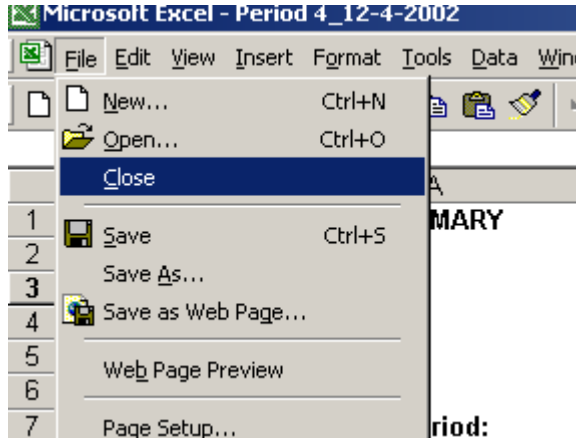 Microsoft Excel - Period 4_12-4-2002
File Edit View Insert Format Tools Data
New... Ctrl+N
Open... Ctrl+O
Close
A
1 MARY
Save Ctrl+S
2
Save As...
3
Save as Web Page...
4
5
Web Page Preview
6
7 Page Setup... riod: